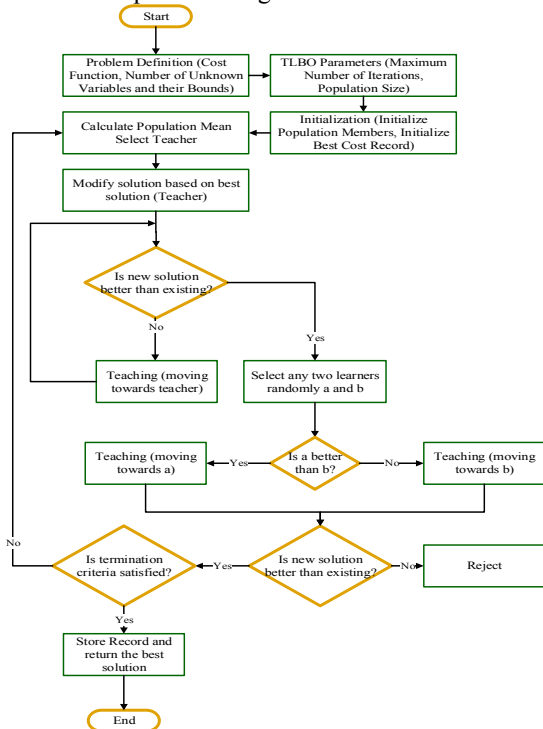 Start
Problem Definition (Cost
Function, Number of Unknown
Variables and their Bounds)
TLBO Parameters (Maximum
Number of Iterations,
Population Size)
Initialization (Initialize
Population Members, Initialize
Best Cost Record)
Calculate Population Mean
Select Teacher
Modify solution based on best
solution (Teacher)
Is new solution
better than existing?
No
Yes
Teaching (moving
towards teacher)
Select any two learners
randomly a and b
Is a better
than b?
Yes
No
Teaching (moving
towards a)
Teaching (moving
towards b)
No
Is termination
criteria satisfied?
Yes
Is new solution
better than existing?
No
Reject
Yes
Store Record and
return the best
solution
End